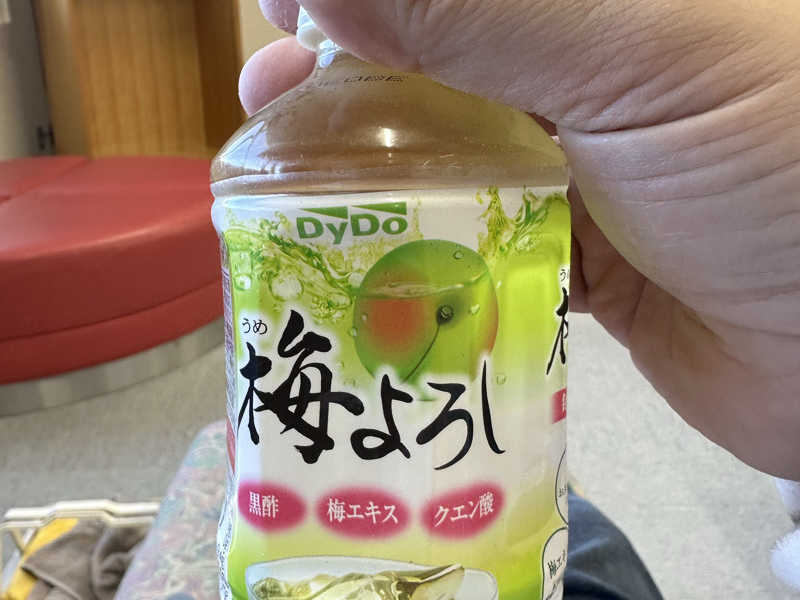 DyDo
うめ
梅よろし
黒酢
梅エキス
クエン酸